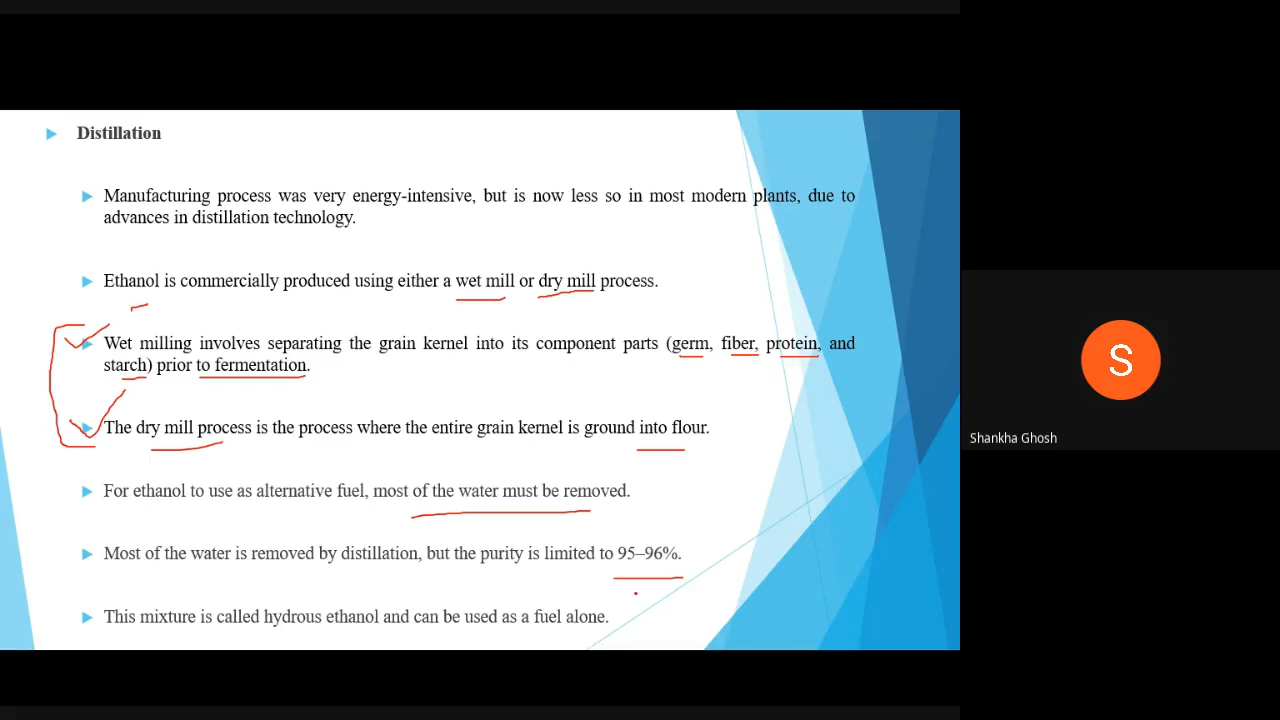 Distillation
Manufacturing process was very energy-intensive, but is now less so in most modern plants, due to
advances in distillation technology.
Ethanol is commercially produced using either a wet mill or dry mill process.
Wet milling involves separating the grain kernel into its component parts (germ, fiber, protein, and
starch) prior to fermentation.
The dry mill process is the process where the entire grain kernel is ground into flour.
For ethanol to use as alternative fuel, most of the water must be removed.
Most of the water is removed by distillation, but the purity is limited to 95–96%.
This mixture is called hydrous ethanol and can be used as a fuel alone.
S
Shankha Ghosh